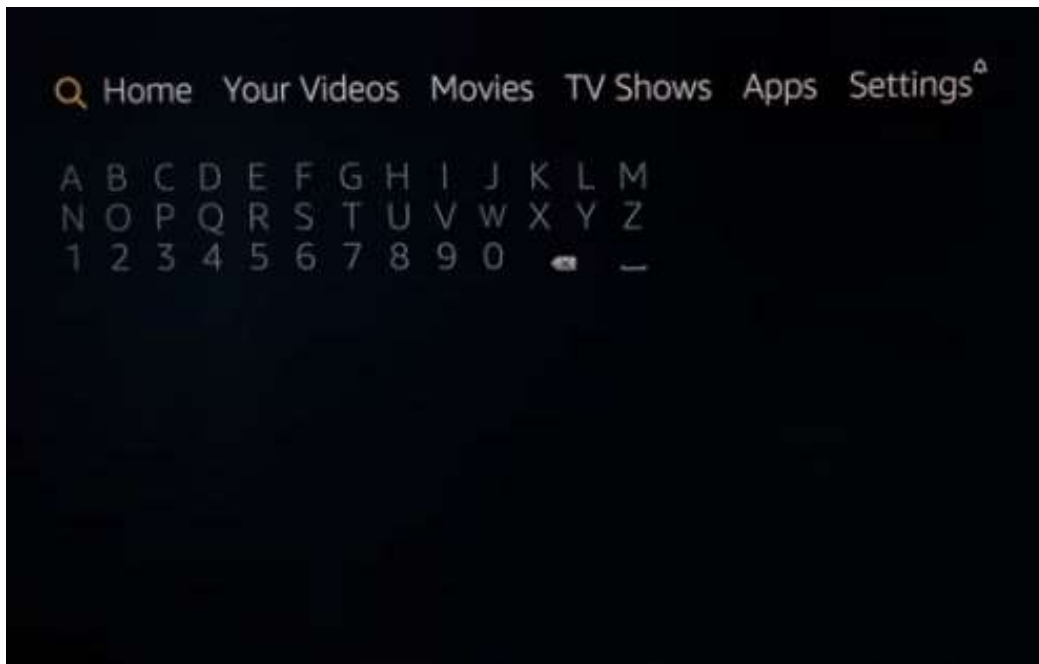 Home Your Videos Movies TV Shows Apps Settings
A B C D E F G H I J K L M
N O P Q R S T U V W X Y Z
1 2 3 4 5 6 7 8 9 0